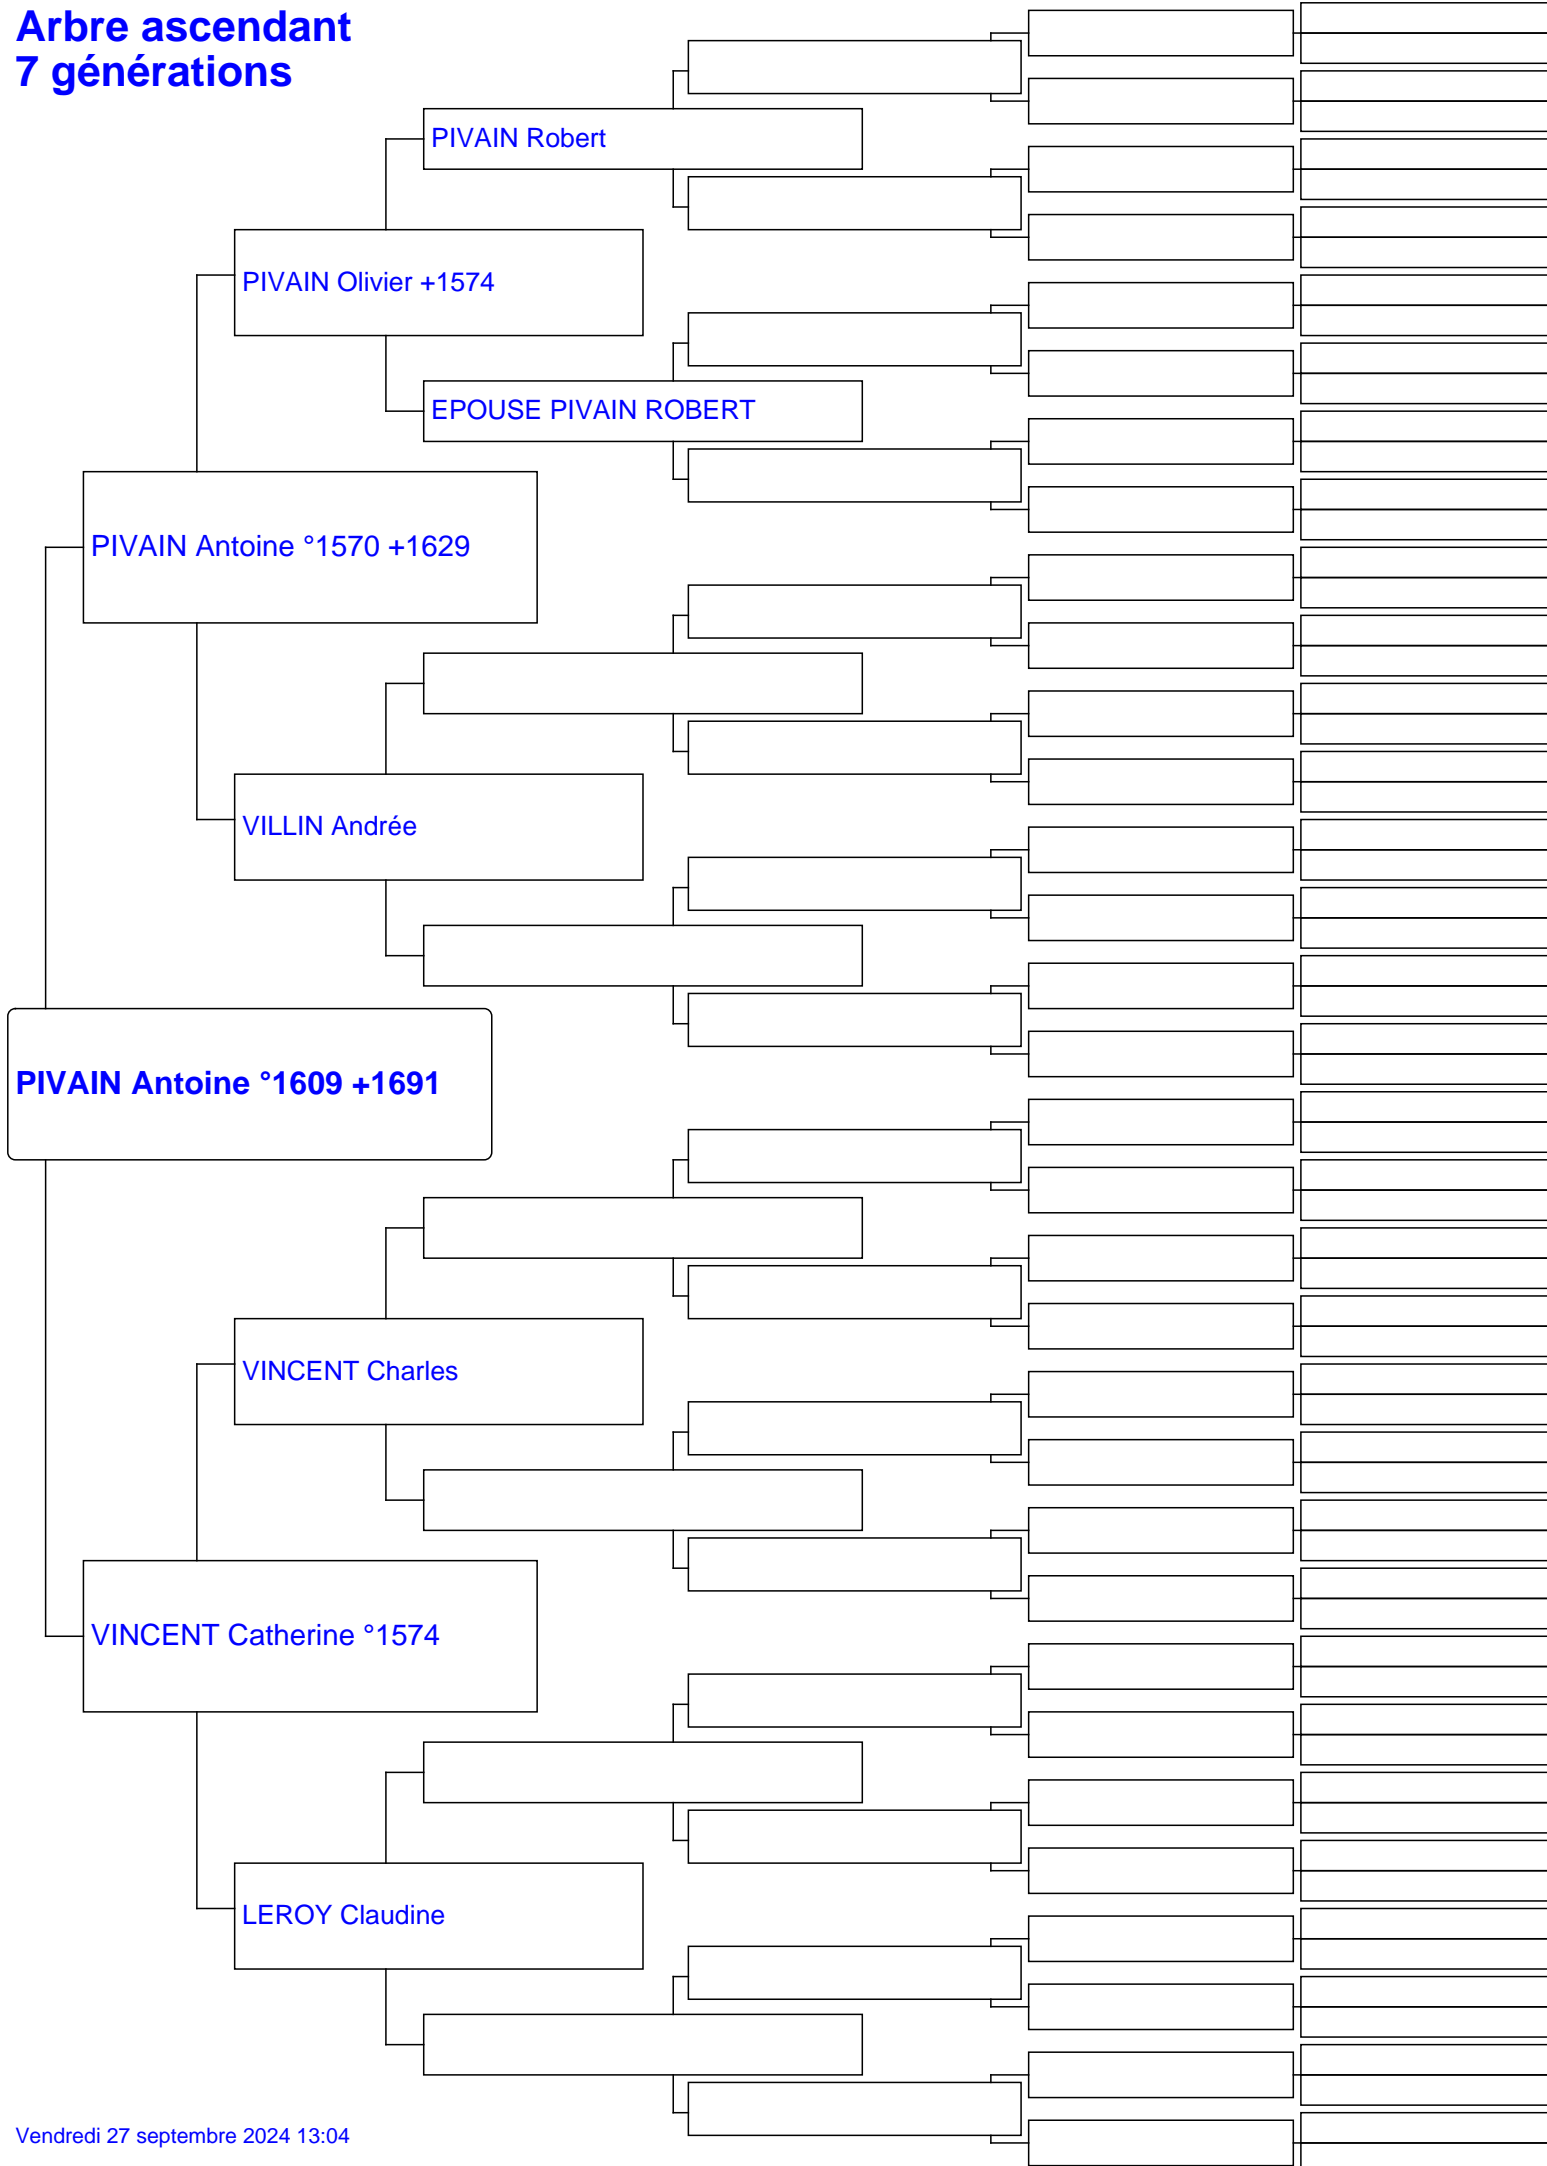 Arbre ascendant
7 générations
PIVAIN Robert
PIVAIN Olivier +1574
EPOUSE PIVAIN ROBERT
PIVAIN Antoine °1570 +1629
VILLIN Andrée
PIVAIN Antoine °1609 +1691
VINCENT Charles
VINCENT Catherine °1574
LEROY Claudine
Vendredi 27 septembre 2024 13:04